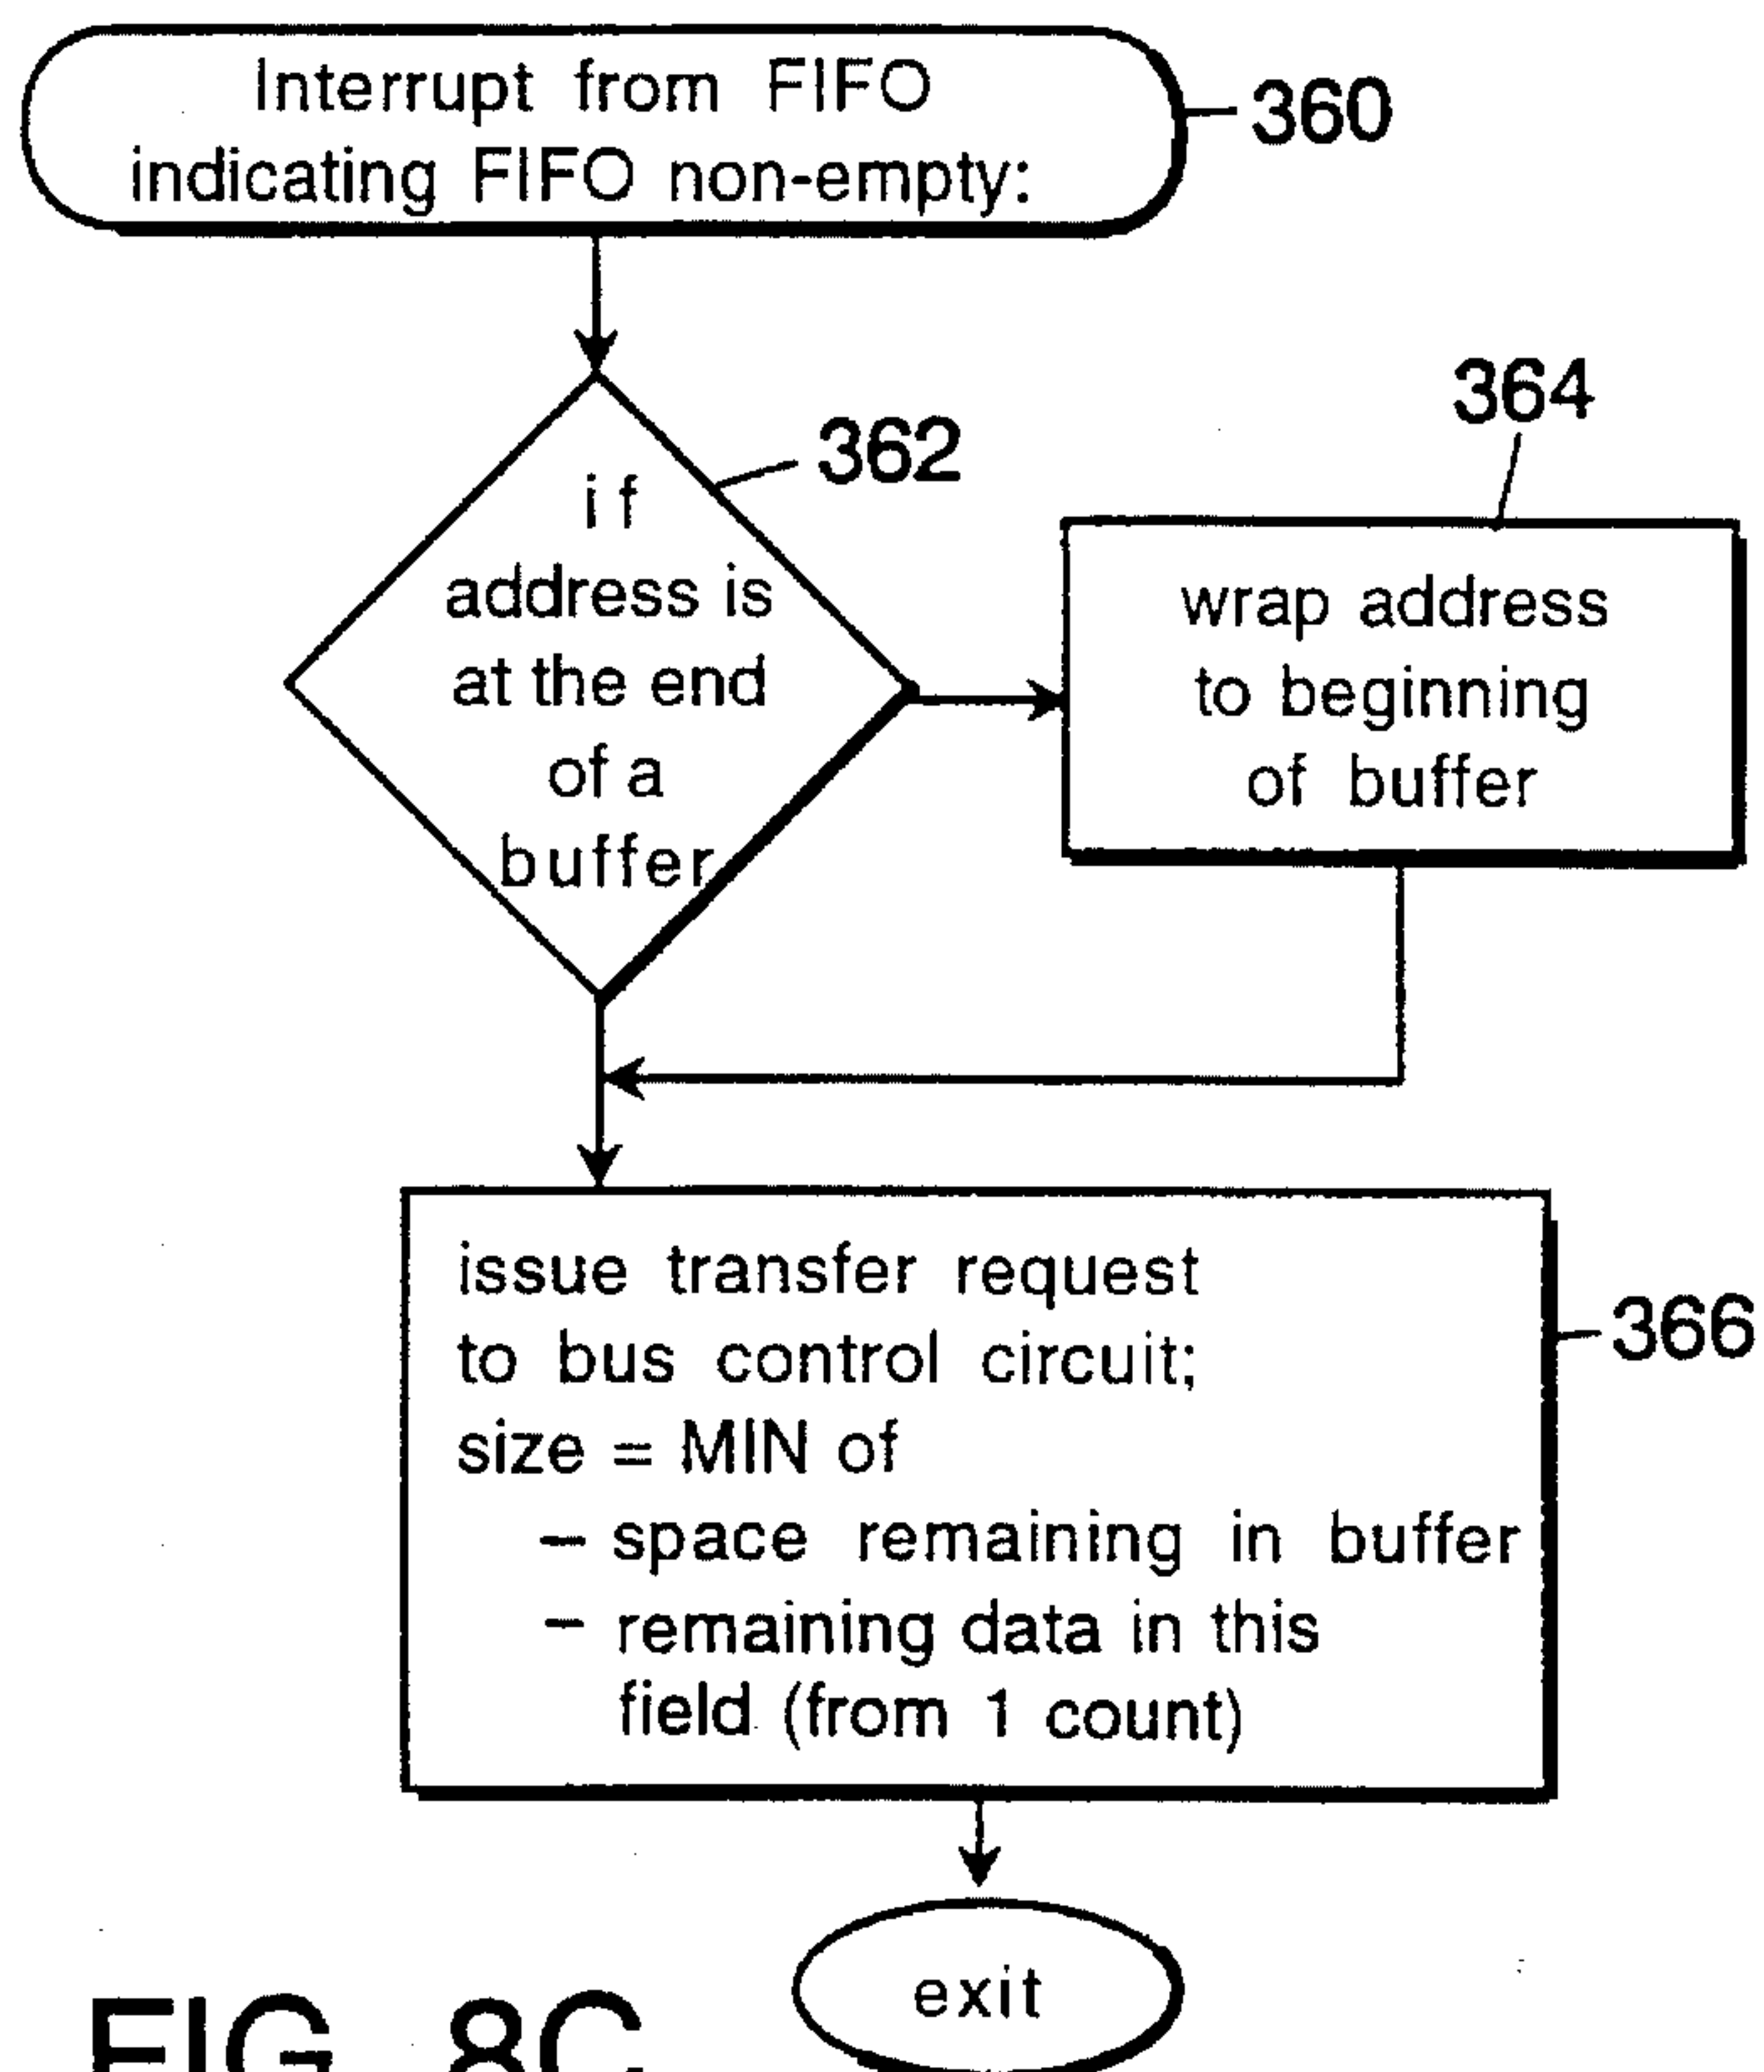 Interrupt from FIFO
indicating FIFO non-empty:
360
if
address is
at the end
of a
buffer
362
364
wrap address
to beginning
of buffer
issue transfer request
to bus control circuit;
size = MIN of
– space remaining in buffer
– remaining data in this
field (from 1 count)
366
exit
FIG. 8C